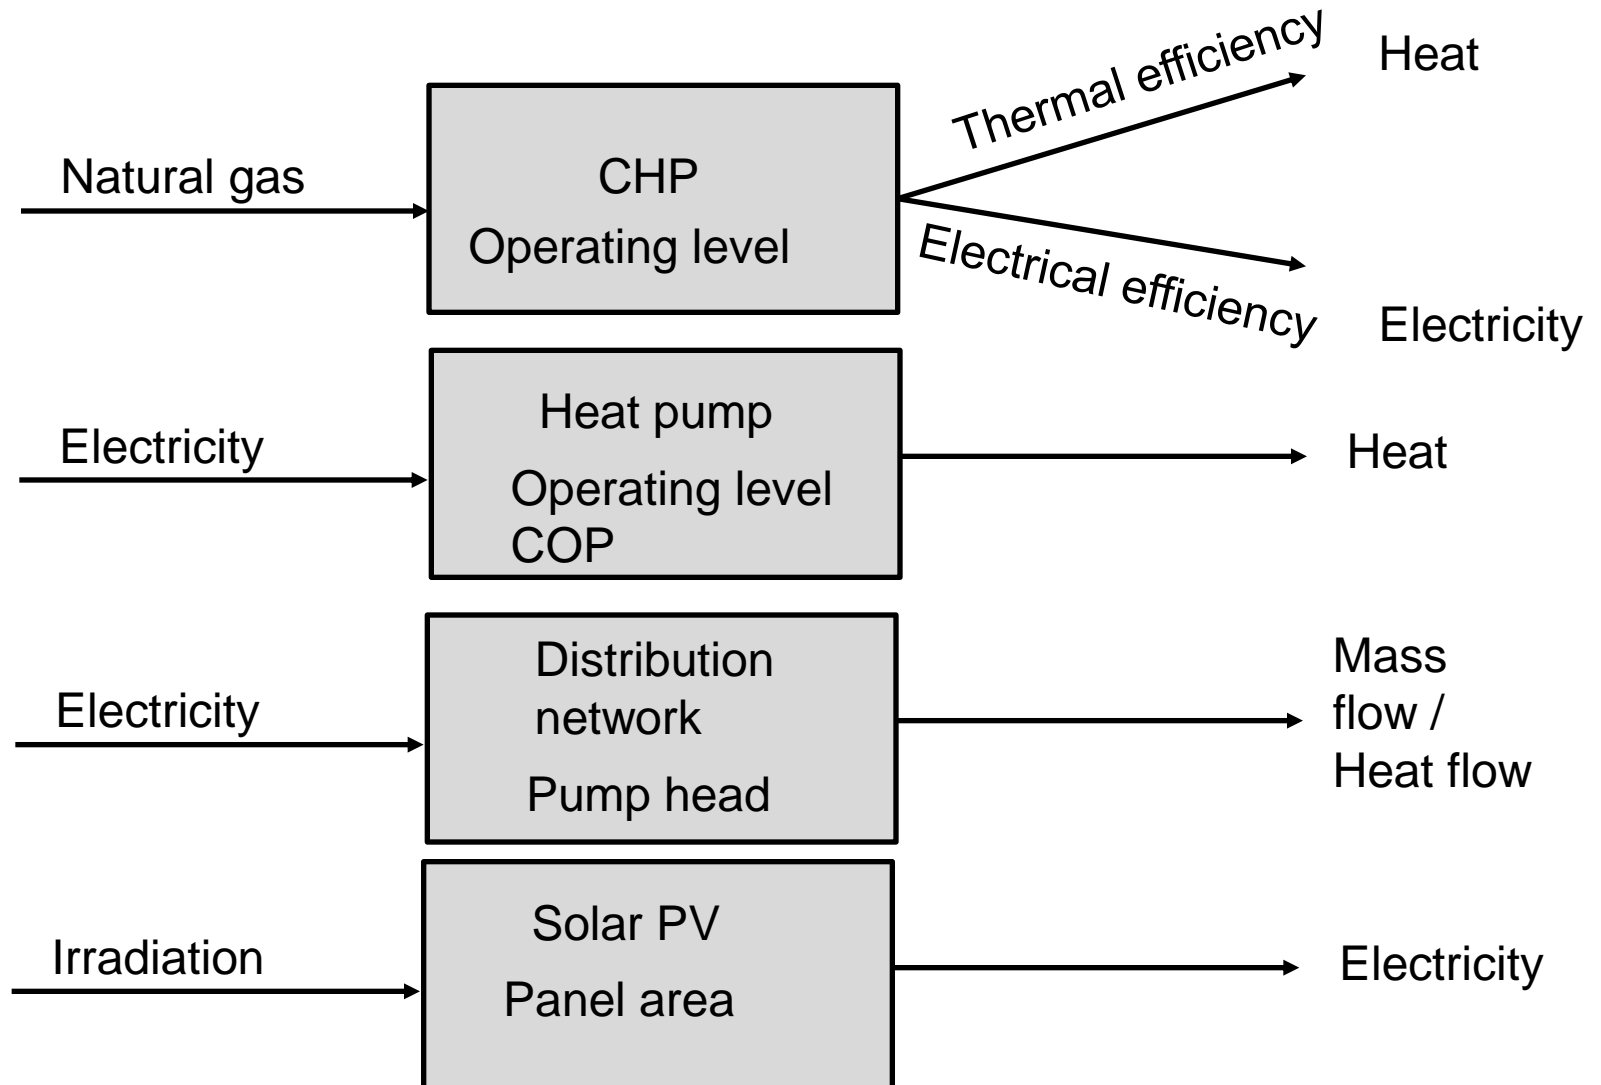 Natural gas
CHP
Operating level
Thermal efficiency
Heat
Electrical efficiency
Electricity
Electricity
Heat pump
Operating level
COP
Heat
Electricity
Distribution
network
Pump head
Mass
flow /
Heat flow
Irradiation
Solar PV
Panel area
Electricity